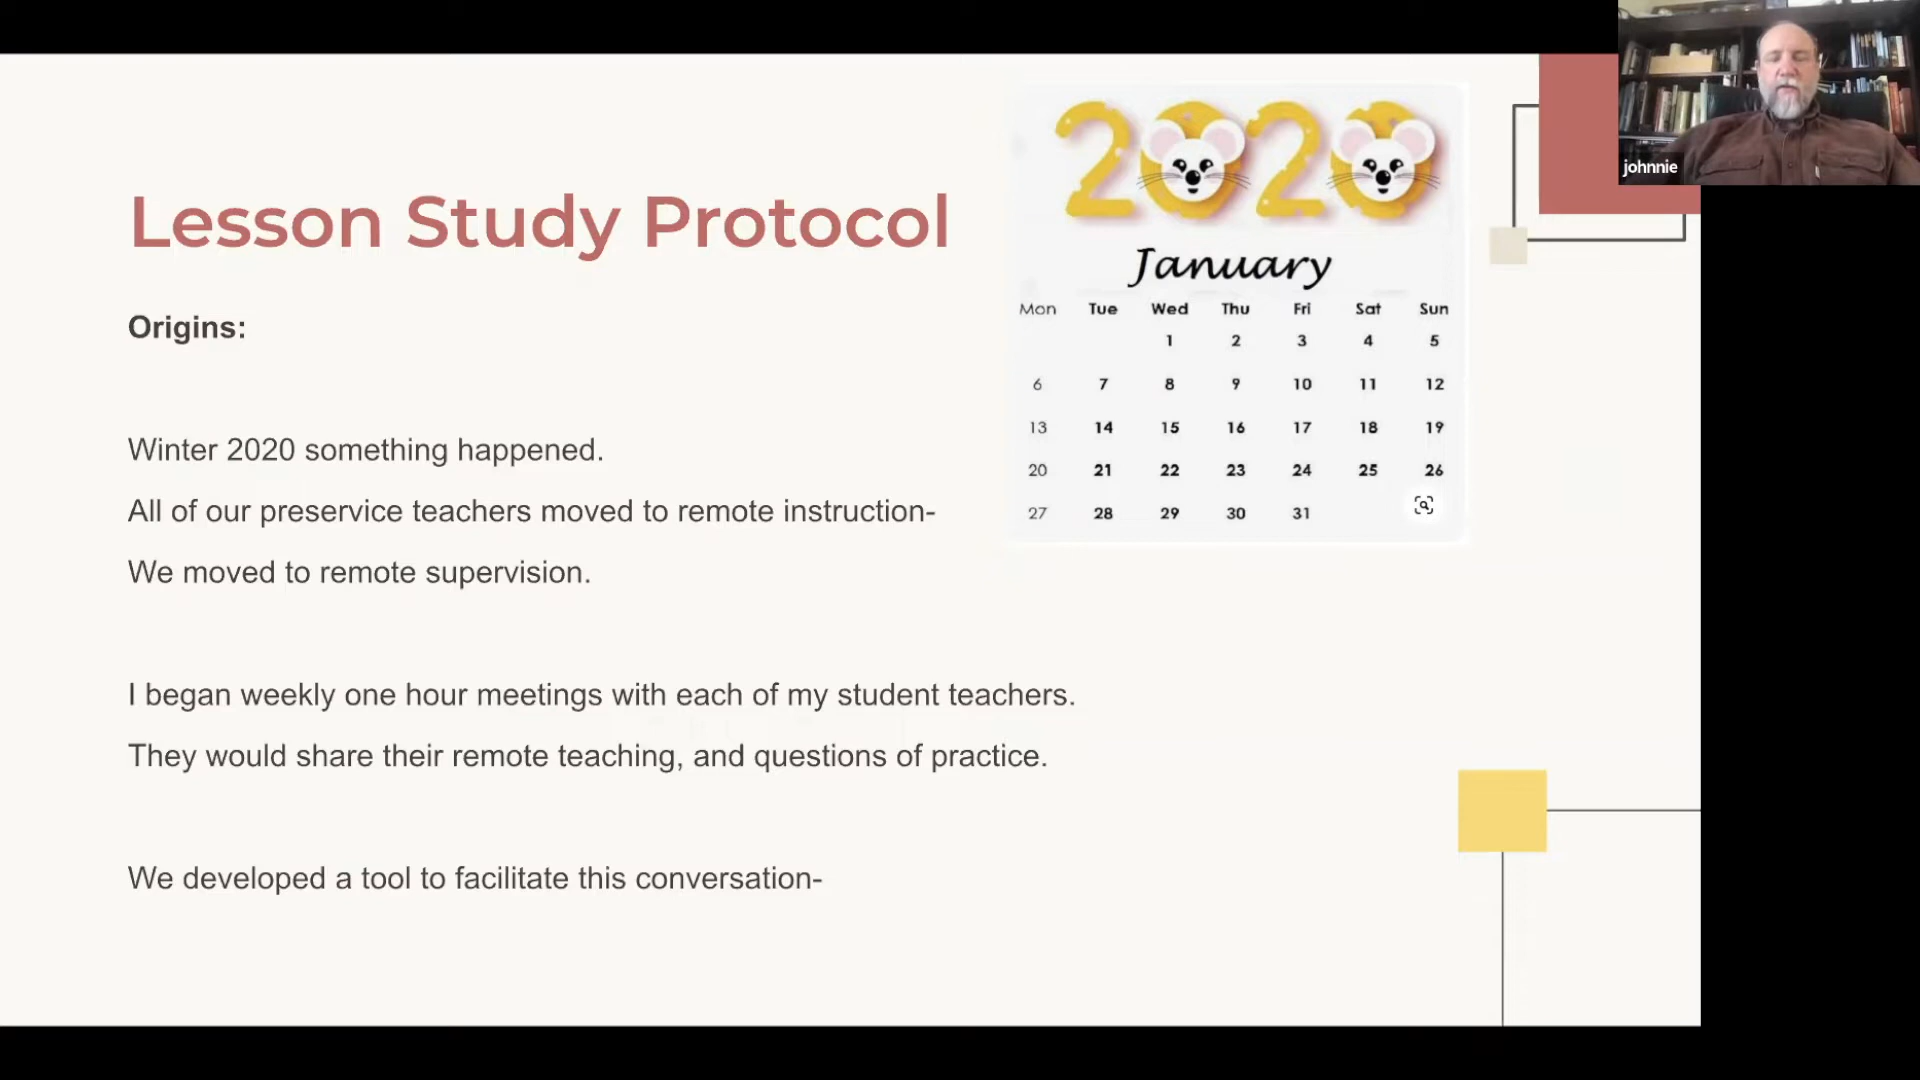 Lesson Study Protocol
Origins:
Winter 2020 something happened.
All of our preservice teachers moved to remote instruction-
We moved to remote supervision.
I began weekly one hour meetings with each of my student teachers.
They would share their remote teaching, and questions of practice.
We developed a tool to facilitate this conversation-
2020
January
Mon Tue Wed Thu Fri Sat Sun
1 2 3 4 5
6 7 8 9 10 11 12
13 14 15 16 17 18 19
20 21 22 23 24 25 26
27 28 29 30 31
johnnie